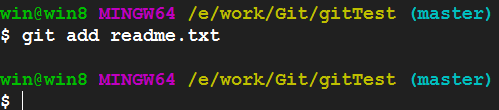 win@win8 MINGW64 /e/work/Git/gitTest (master)
$ git add readme.txt
win@win8 MINGW64 /e/work/Git/gitTest (master)
$